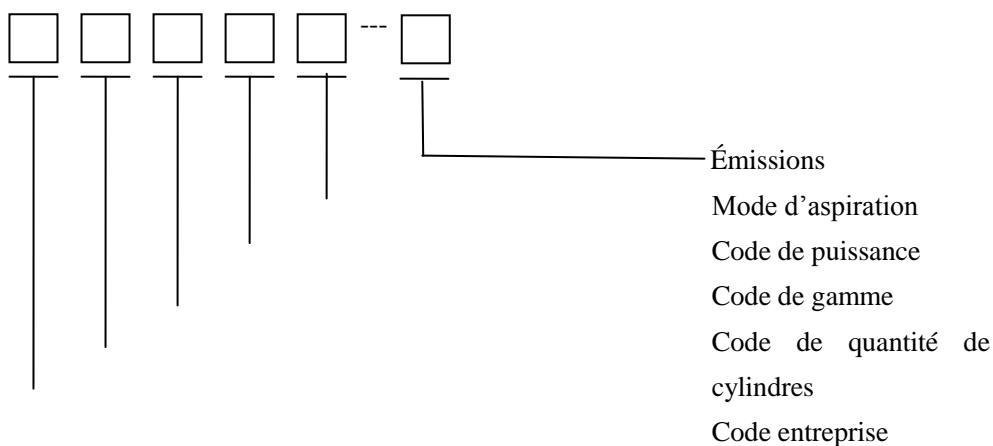 ---
Émissions
Mode d’aspiration
Code de puissance
Code de gamme
Code de quantité de
cylindres
Code entreprise